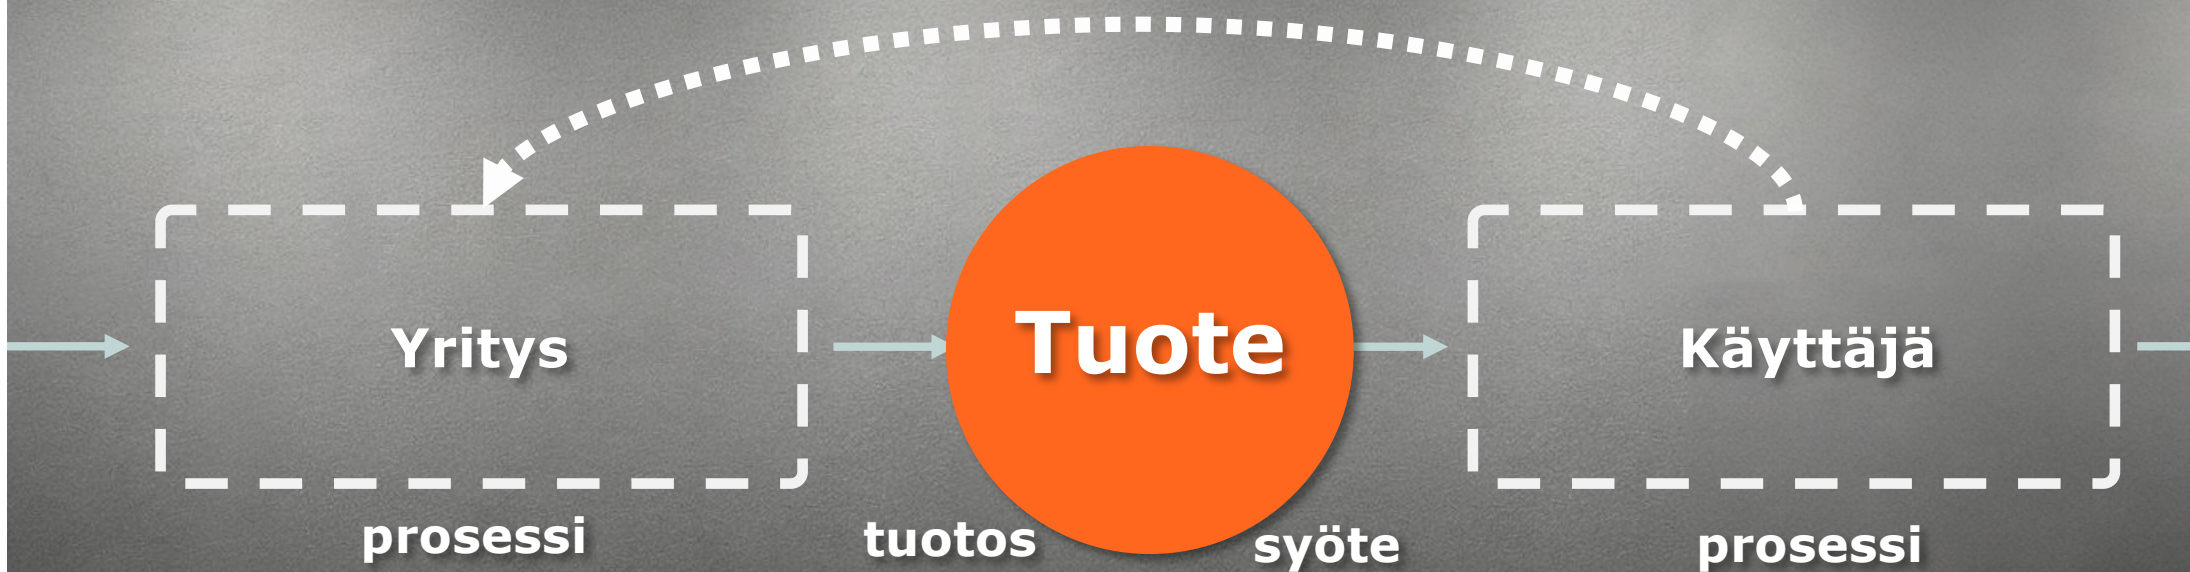 Yritys
Tuote
Käyttäjä
prosessi
tuotos
syöte
prosessi